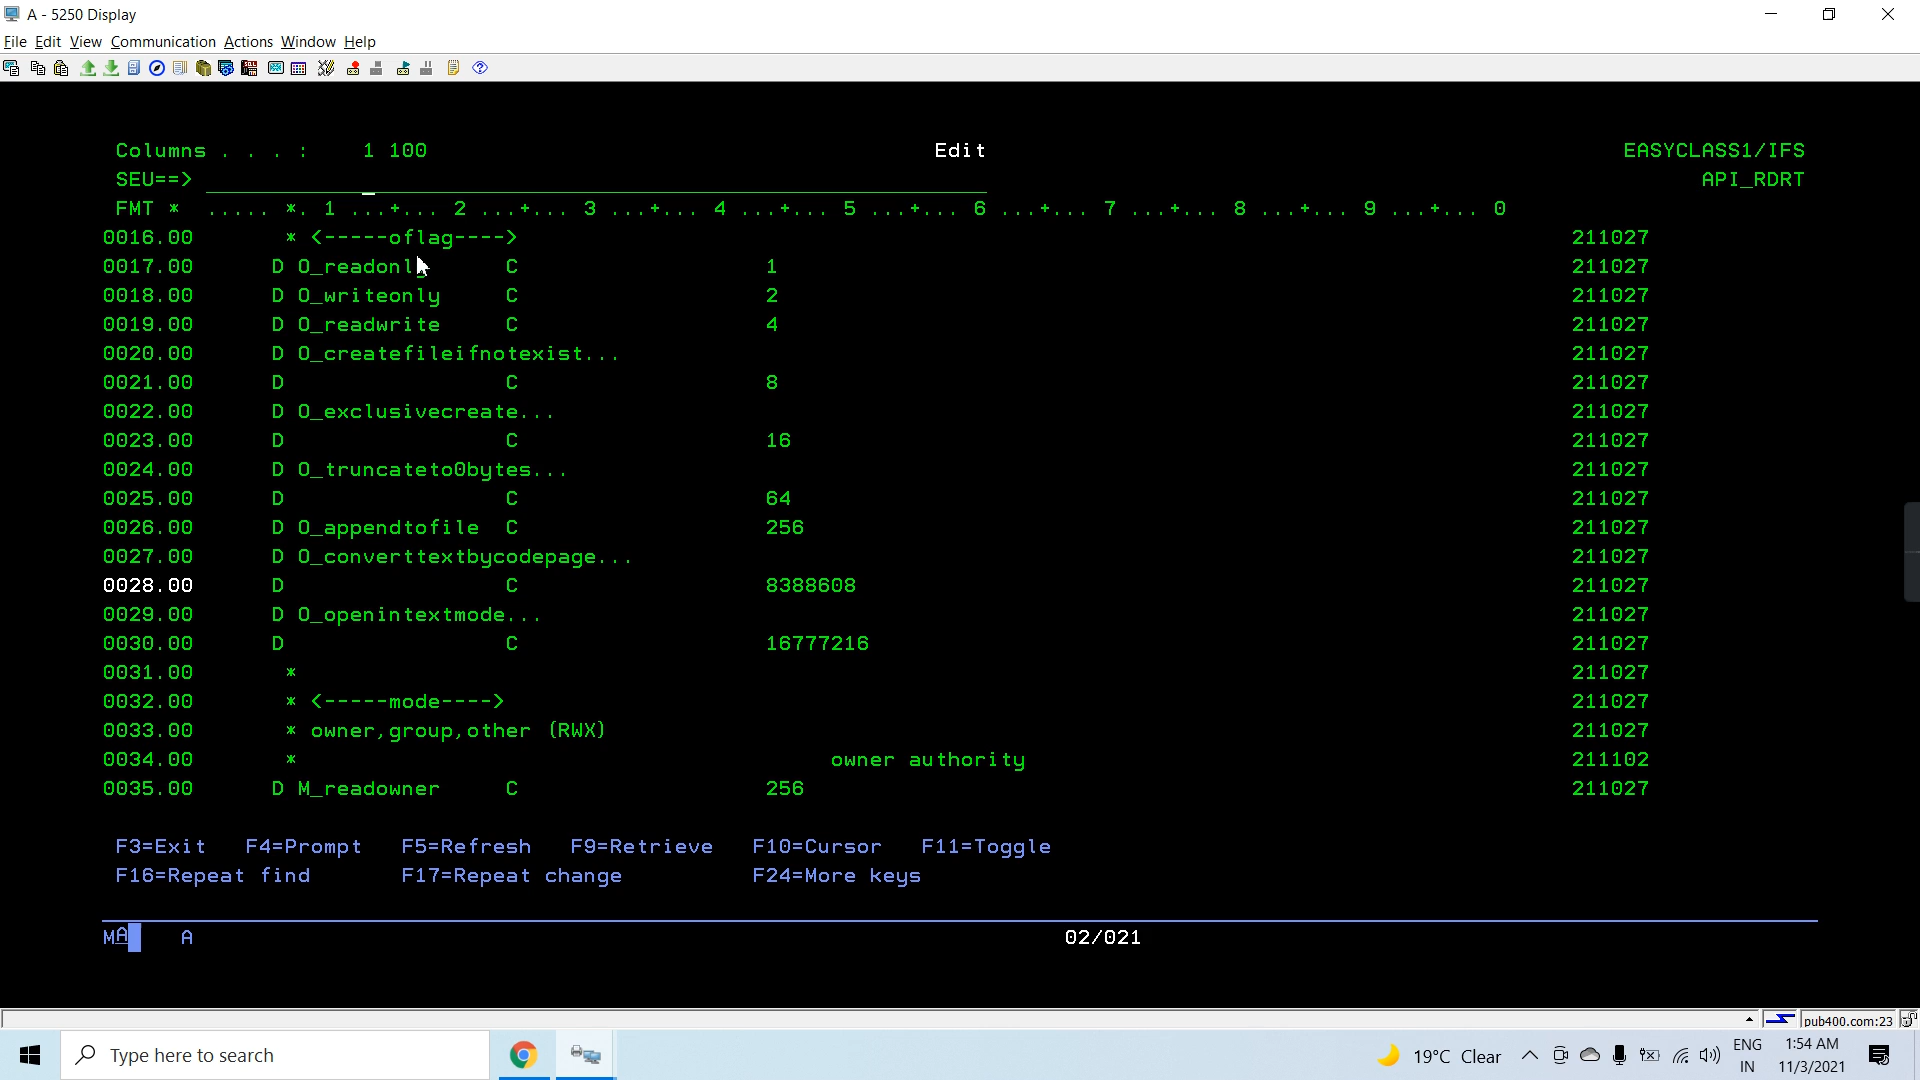 A - 5250 Display
File Edit View Communication Actions Window Help
Columns . . . : 1 100 Edit EASYCLASS1/IFS
SEU==> API_RDRT
FMT * ..... *. 1 ...+... 2 ...+... 3 ...+... 4 ...+... 5 ...+... 6 ...+... 7 ...+... 8 ...+... 9 ...+... 0
0016.00 * <-----oflag----> 211027
0017.00 D O_readonly C 1 211027
0018.00 D O_writeonly C 2 211027
0019.00 D O_readwrite C 4 211027
0020.00 D O_createfileifnotexist... 211027
0021.00 D C 8 211027
0022.00 D O_exclusivecreate... 211027
0023.00 D C 16 211027
0024.00 D O_truncateto0bytes... 211027
0025.00 D C 64 211027
0026.00 D O_appendtofile C 256 211027
0027.00 D O_converttextbycodepage... 211027
0028.00 D C 8388608 211027
0029.00 D O_openintextmode... 211027
0030.00 D C 16777216 211027
0031.00 * 211027
0032.00 * <-----mode----> 211027
0033.00 * owner,group,other (RWX) 211027
0034.00 * owner authority 211102
0035.00 D M_readowner C 256 211027
F3=Exit F4=Prompt F5=Refresh F9=Retrieve F10=Cursor F11=Toggle
F16=Repeat find F17=Repeat change F24=More keys
MA A 02/021
pub400.com:23
Type here to search 19°C Clear ENG IN 1:54 AM 11/3/2021